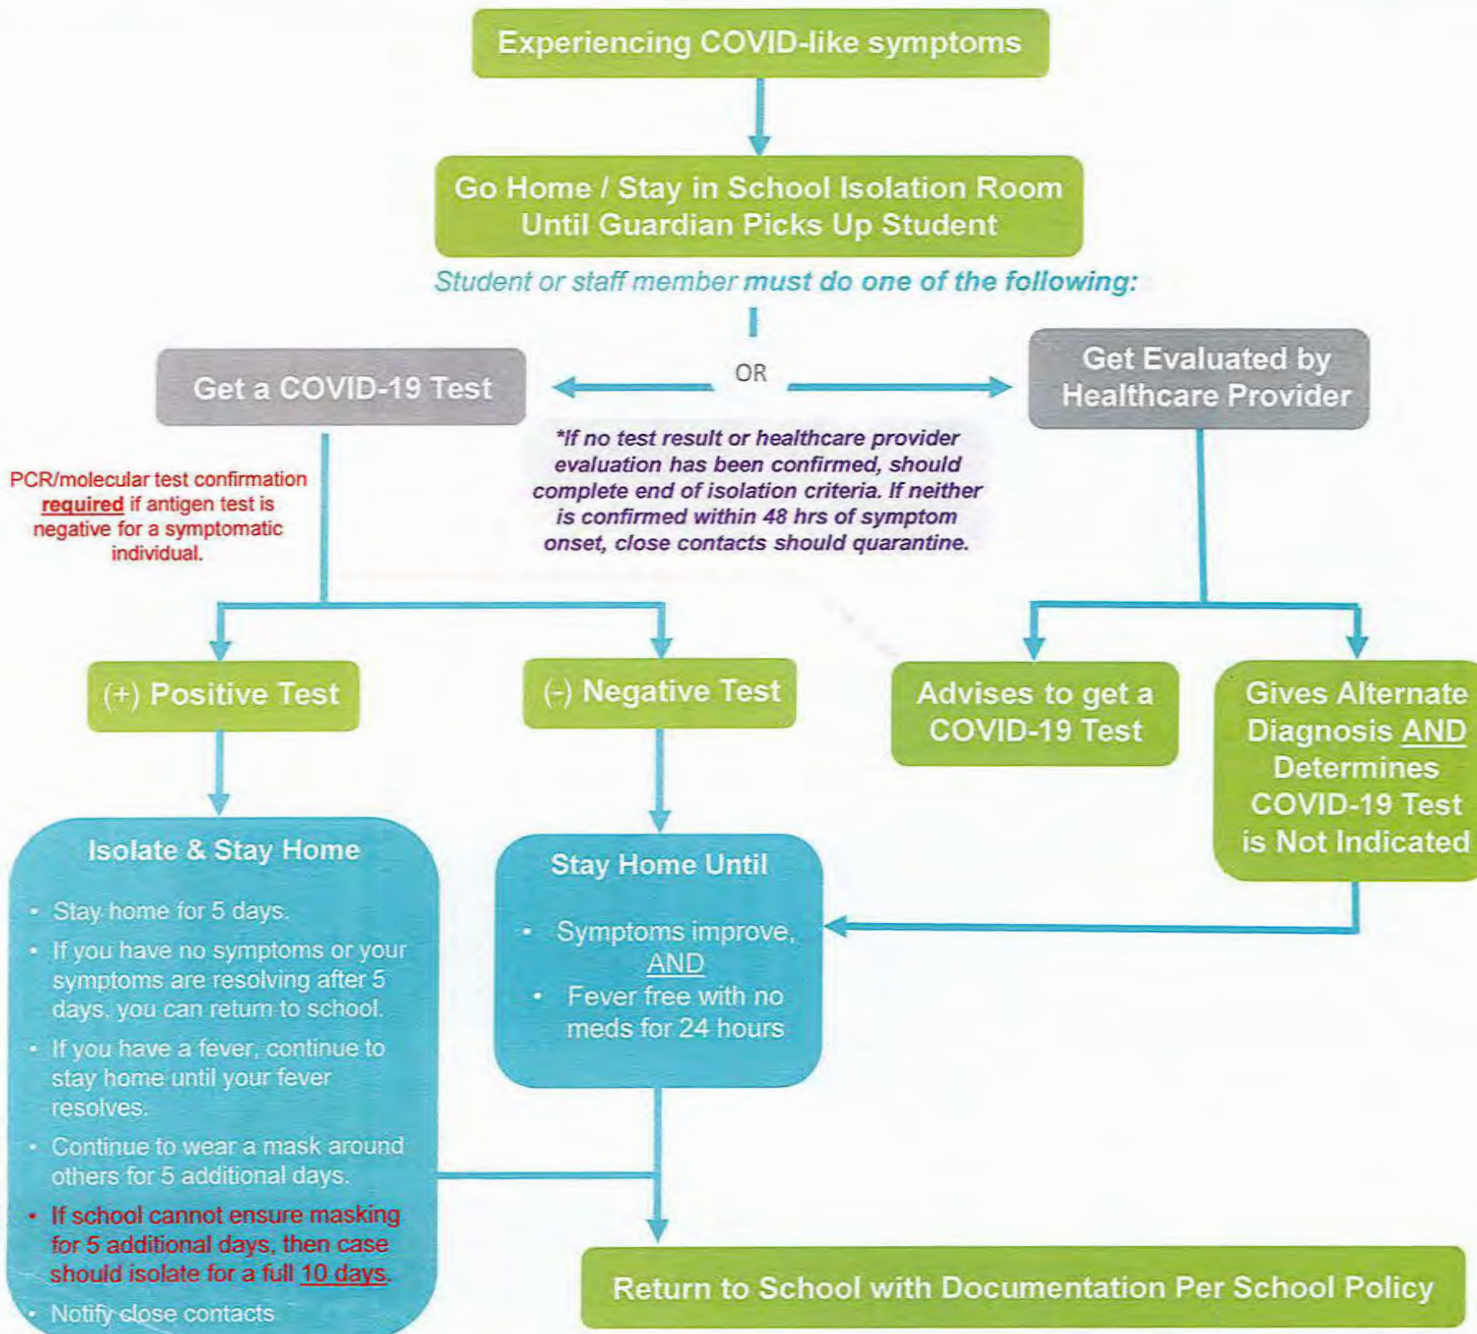 Experiencing COVID-like symptoms
Go Home / Stay in School Isolation Room
Until Guardian Picks Up Student
Student or staff member must do one of the following:
Get a COVID-19 Test
OR
Get Evaluated by
Healthcare Provider
PCR/molecular test confirmation
required if antigen test is
negative for a symptomatic
individual.
*If no test result or healthcare provider
evaluation has been confirmed, should
complete end of isolation criteria. If neither
is confirmed within 48 hrs of symptom
onset, close contacts should quarantine.
(+) Positive Test
(-) Negative Test
Advises to get a
COVID-19 Test
Gives Alternate
Diagnosis AND
Determines
COVID-19 Test
is Not Indicated
Isolate & Stay Home
• Stay home for 5 days.
• If you have no symptoms or your
symptoms are resolving after 5
days, you can return to school.
• If you have a fever, continue to
stay home until your fever
resolves.
• Continue to wear a mask around
others for 5 additional days.
• If school cannot ensure masking
for 5 additional days, then case
should isolate for a full 10 days.
• Notify close contacts
Stay Home Until
• Symptoms improve,
AND
• Fever free with no
meds for 24 hours
Return to School with Documentation Per School Policy